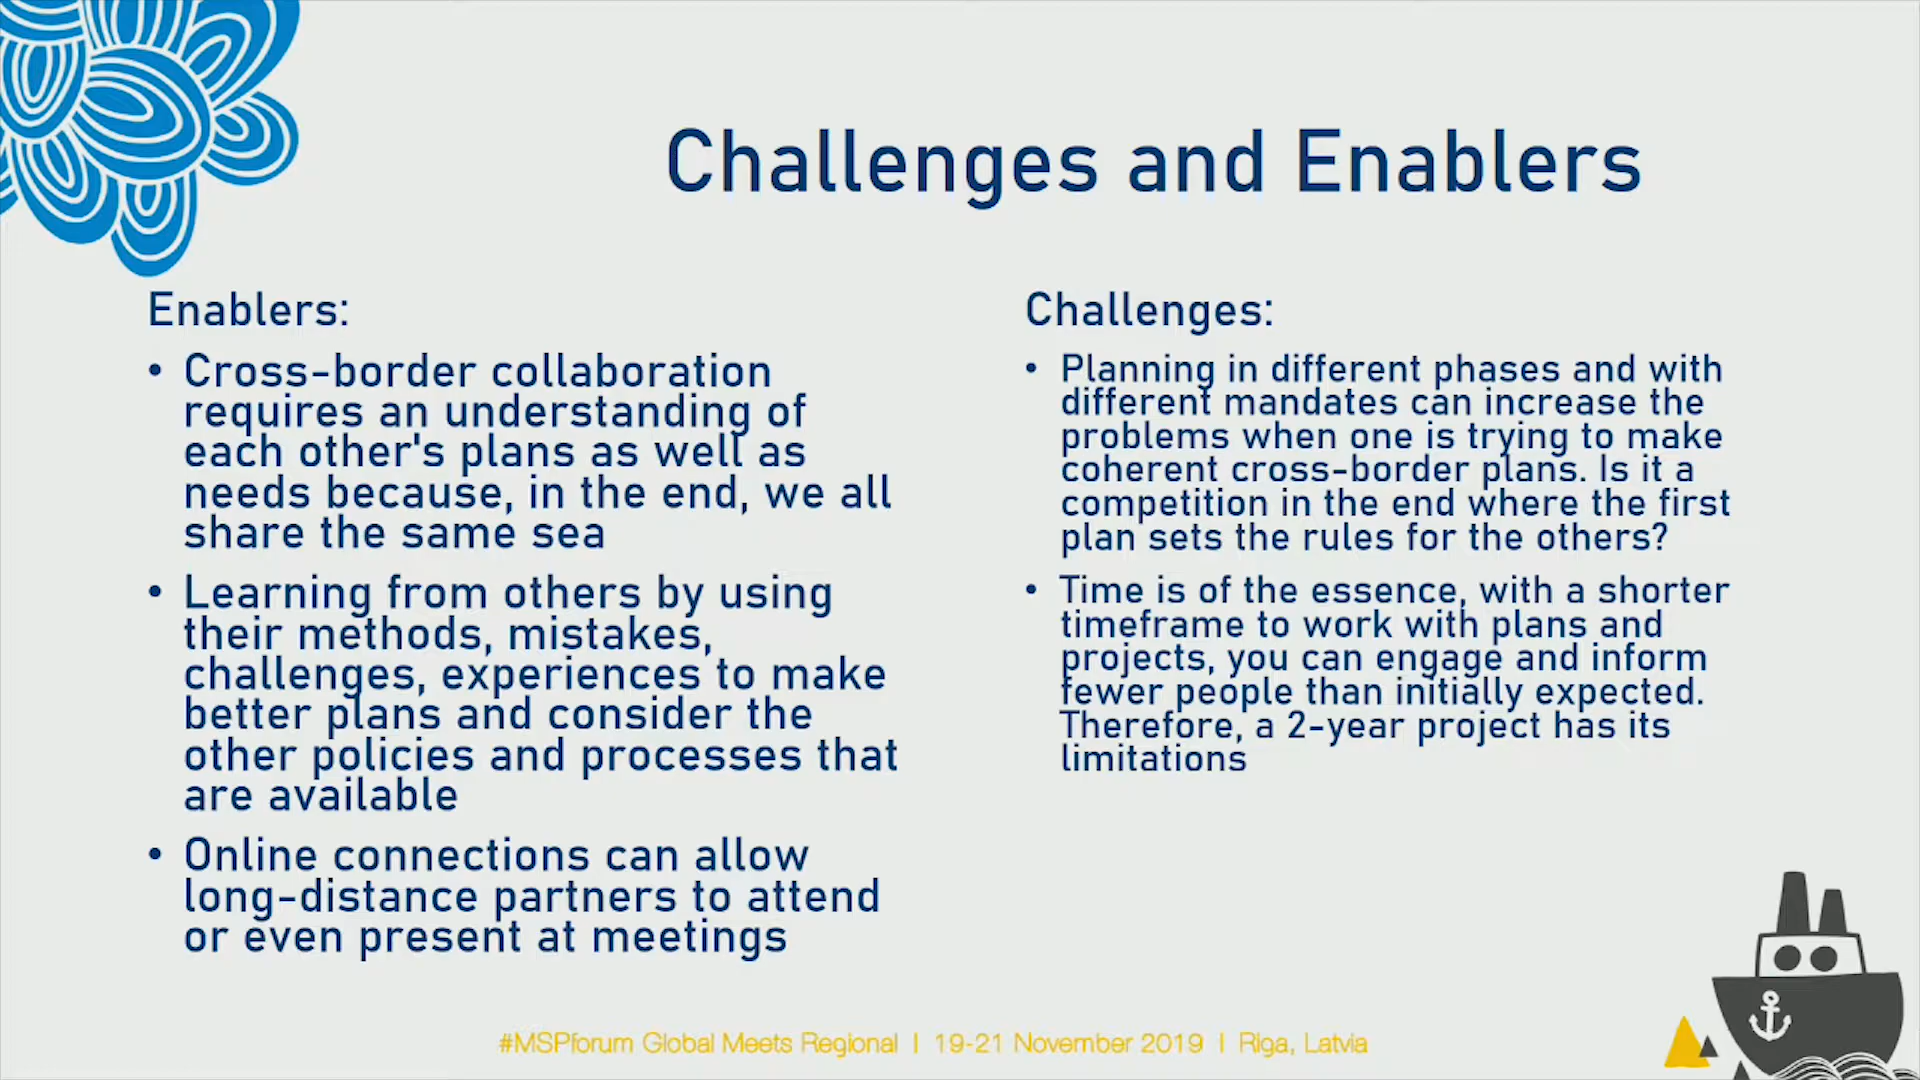 Challenges and Enablers
Enablers:
• Cross-border collaboration
requires an understanding of
each other's plans as well as
needs because, in the end, we all
share the same sea
• Learning from others by using
their methods, mistakes,
challenges, experiences to make
better plans and consider the
other policies and processes that
are available
• Online connections can allow
long-distance partners to attend
or even present at meetings
Challenges:
• Planning in different phases and with
different mandates can increase the
problems when one is trying to make
coherent cross-border plans. Is it a
competition in the end where the first
plan sets the rules for the others?
• Time is of the essence, with a shorter
timeframe to work with plans and
projects, you can engage and inform
fewer people than initially expected.
Therefore, a 2-year project has its
limitations
#MSPforum Global Meets Regional | 19-21 November 2019 | Riga, Latvia